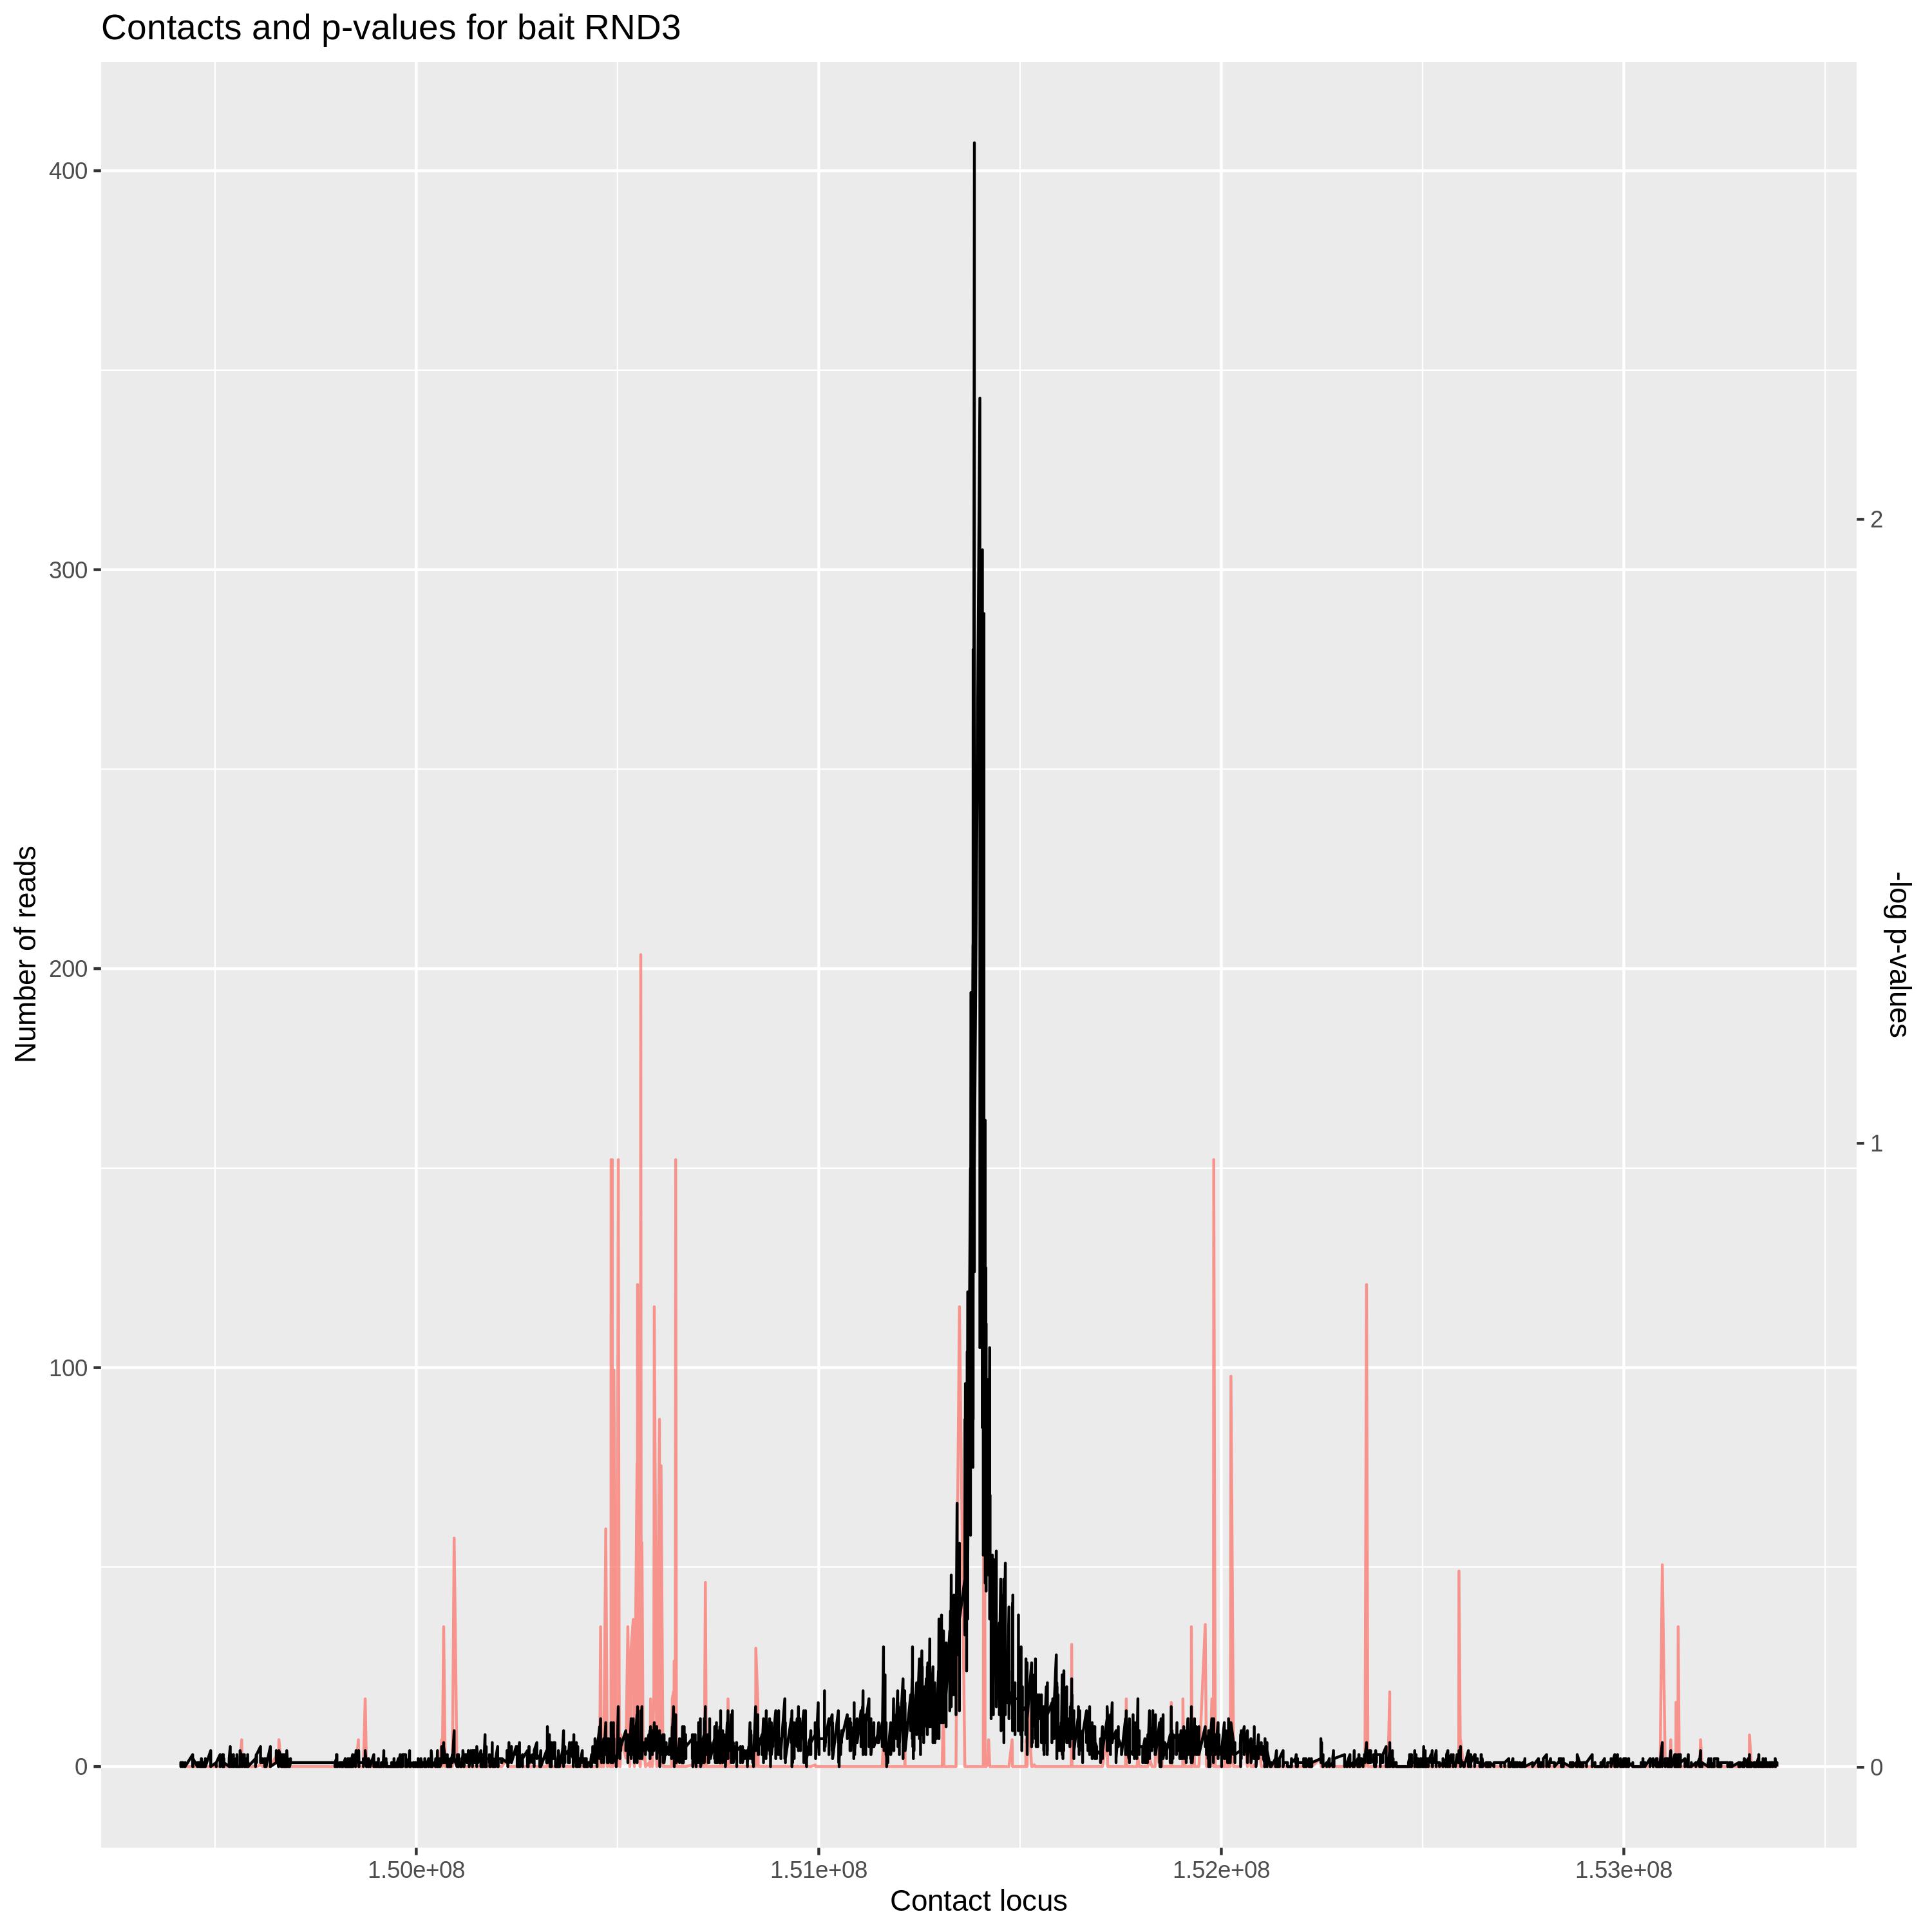 Contacts and p-values for bait RND3
400
300
200
100
0
Number of reads
2
1
0
-log p-values
1.50e+08
1.51e+08
1.52e+08
1.53e+08
Contact locus